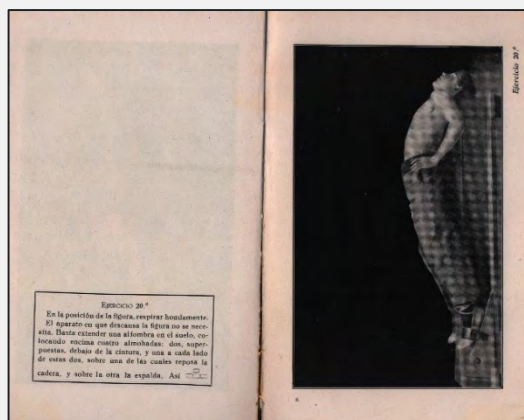 EJERCICIO 20.º
En la posición de la figura, respirar hondamente.
El aparato en que descausa la figura no se nece-
sita. Basta extender una alfombra en el suelo, co-
locando encima cuatro almohadas: dos, super-
puestas, debajo de la cintura, y una a cada lado
de estas dos, sobre una de las cuales reposa la
cadera, y sobre la otra la espalda. Así
Ejercicio 20.º